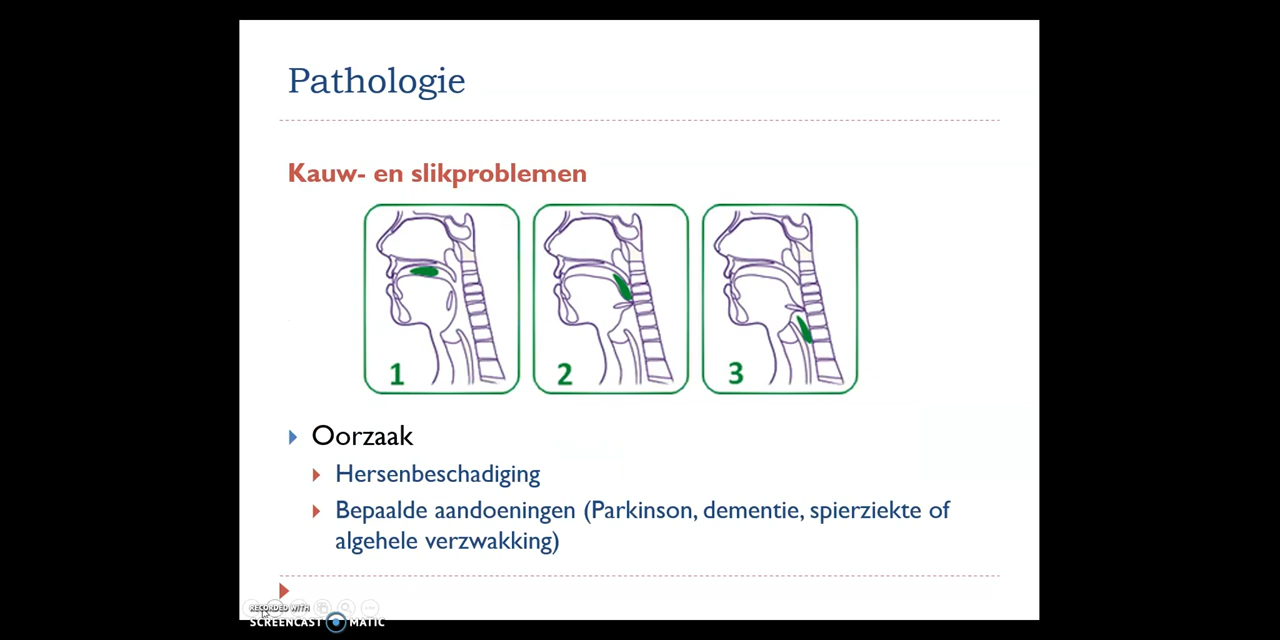 Pathologie
Kauw- en slikproblemen
1 2 3
Oorzaak
Hersenbeschadiging
Bepaalde aandoeningen (Parkinson, dementie, spierziekte of
algehele verzwakking)
RECORDED WITH
SCREENCAST MATIC